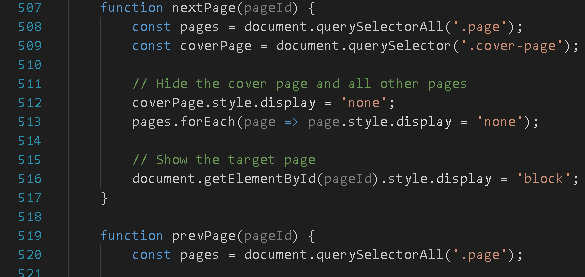 507 function nextPage(pageId) {
508 const pages = document.querySelectorAll('.page');
509 const coverPage = document.querySelector('.cover-page');
510
511 // Hide the cover page and all other pages
512 coverPage.style.display = 'none';
513 pages.forEach(page => page.style.display = 'none');
514
515 // Show the target page
516 document.getElementById(pageId).style.display = 'block';
517 }
518
519 function prevPage(pageId) {
520 const pages = document.querySelectorAll('.page');
521